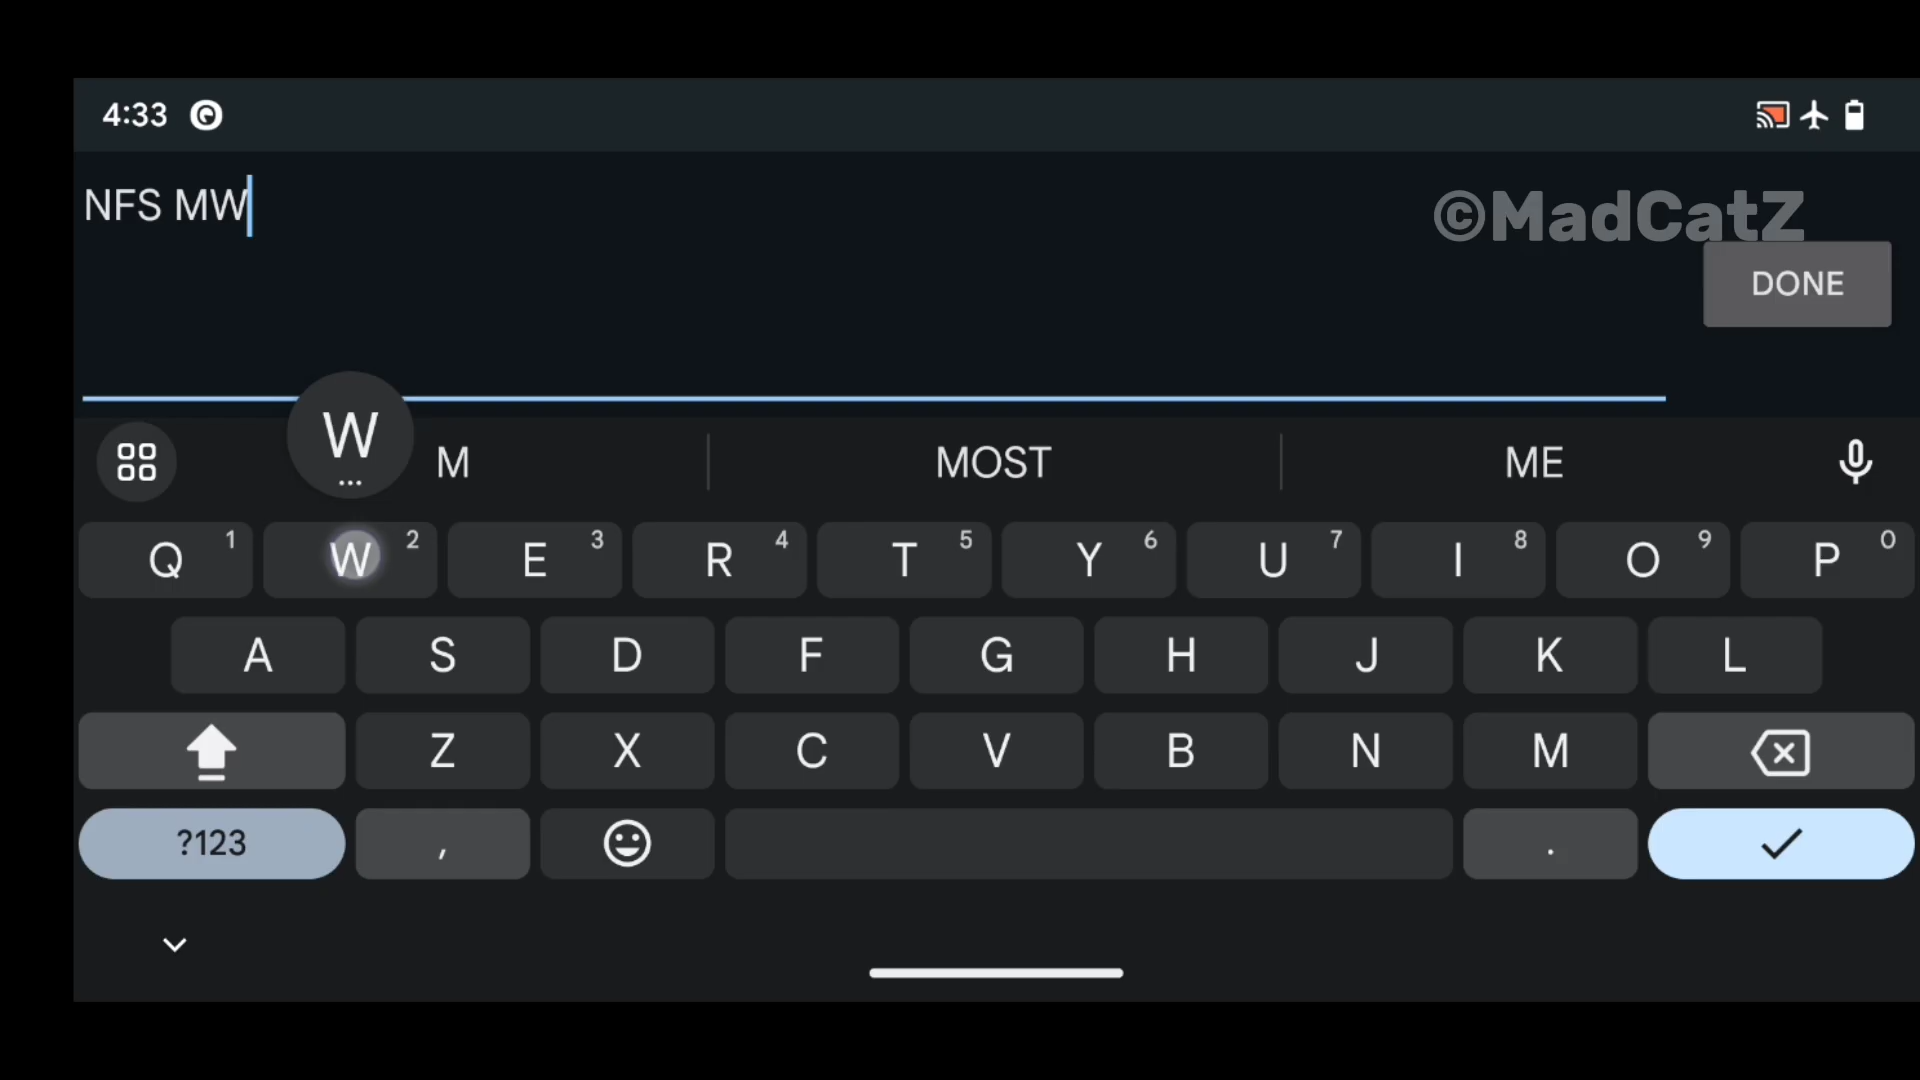 4:33
NFS MW
©MadCatZ
DONE
W
...
M
MOST
ME
Q 1 W 2 E 3 R 4 T 5 Y 6 U 7 I 8 O 9 P 0
A S D F G H J K L
Z X C V B N M
?123 , .